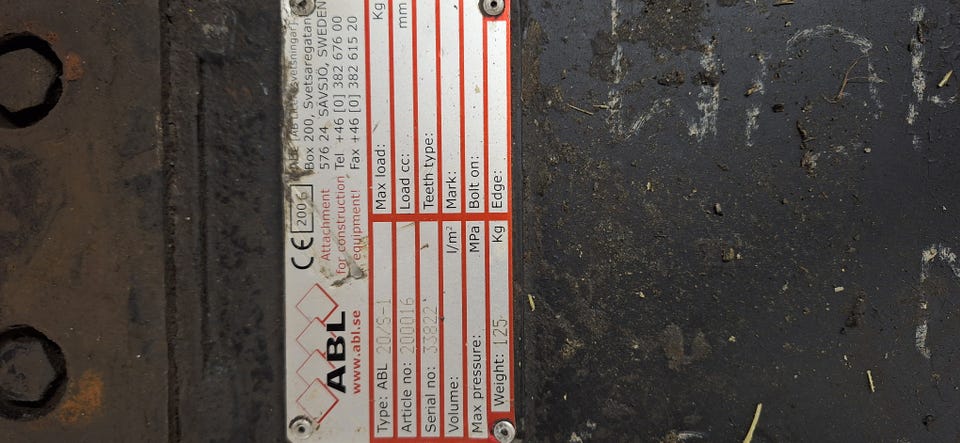 ABL
www.abl.se
CE 2006
Attachment
for construction
equipment!
Box 200, Svetsaregatan
576 24 SÄVSJÖ, SWEDEN
Tel +46 [0] 382 676 00
Fax +46 [0] 382 615 20
Type: ABL 20/S-1
Article no: 200016
Serial no: 33822
Volume: l/m²
Max pressure: MPa
Weight: 125 Kg
Max load: Kg
Load cc: mm
Teeth type:
Mark:
Bolt on:
Edge: